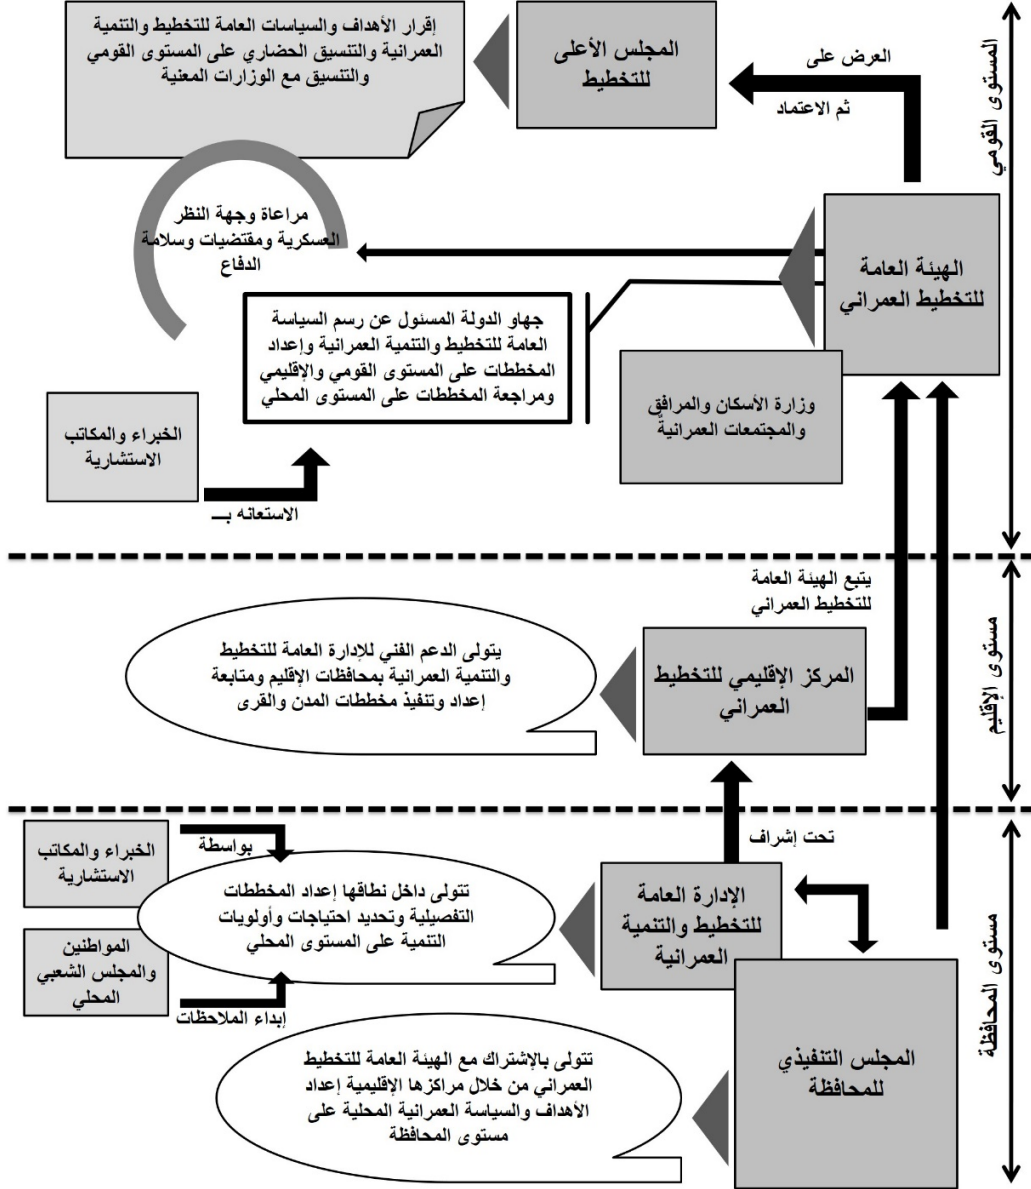 المستوى القومي
العرض على
ثم الاعتماد
المجلس الأعلى
للتخطيط
إقرار الأهداف والسياسات العامة للتخطيط والتنمية
العمرانية والتنسيق الحضاري على المستوى القومي
والتنسيق مع الوزارات المعنية
الهيئة العامة
للتخطيط العمراني
مراعاة وجهة النظر
العسكرية ومقتضيات وسلامة
الدفاع
جهاو الدولة المسئول عن رسم السياسة
العامة للتخطيط والتنمية العمرانية وإعداد
المخططات على المستوى القومي والإقليمي
ومراجعة المخططات على المستوى المحلي
وزارة الأسكان والمرافق
والمجتمعات العمرانية
الخبراء والمكاتب
الاستشارية
الاستعانه بـــ
مستوى الإقليم
يتبع الهيئة العامة
للتخطيط العمراني
المركز الإقليمي للتخطيط
العمراني
يتولى الدعم الفني للإدارة العامة للتخطيط
والتنمية العمرانية بمحافظات الإقليم ومتابعة
إعداد وتنفيذ مخططات المدن والقرى
مستوى المحافظة
تحت إشراف
الإدارة العامة
للتخطيط والتنمية
العمرانية
تتولى داخل نطاقها إعداد المخططات
التفصيلية وتحديد احتياجات وأولويات
التنمية على المستوى المحلي
بواسطة
الخبراء والمكاتب
الاستشارية
المواطنين
والمجلس الشعبي
المحلي
إبداء الملاحظات
المجلس التنفيذي
للمحافظة
تتولى بالإشتراك مع الهيئة العامة للتخطيط
العمراني من خلال مراكزها الإقليمية إعداد
الأهداف والسياسة العمرانية المحلية على
مستوى المحافظة